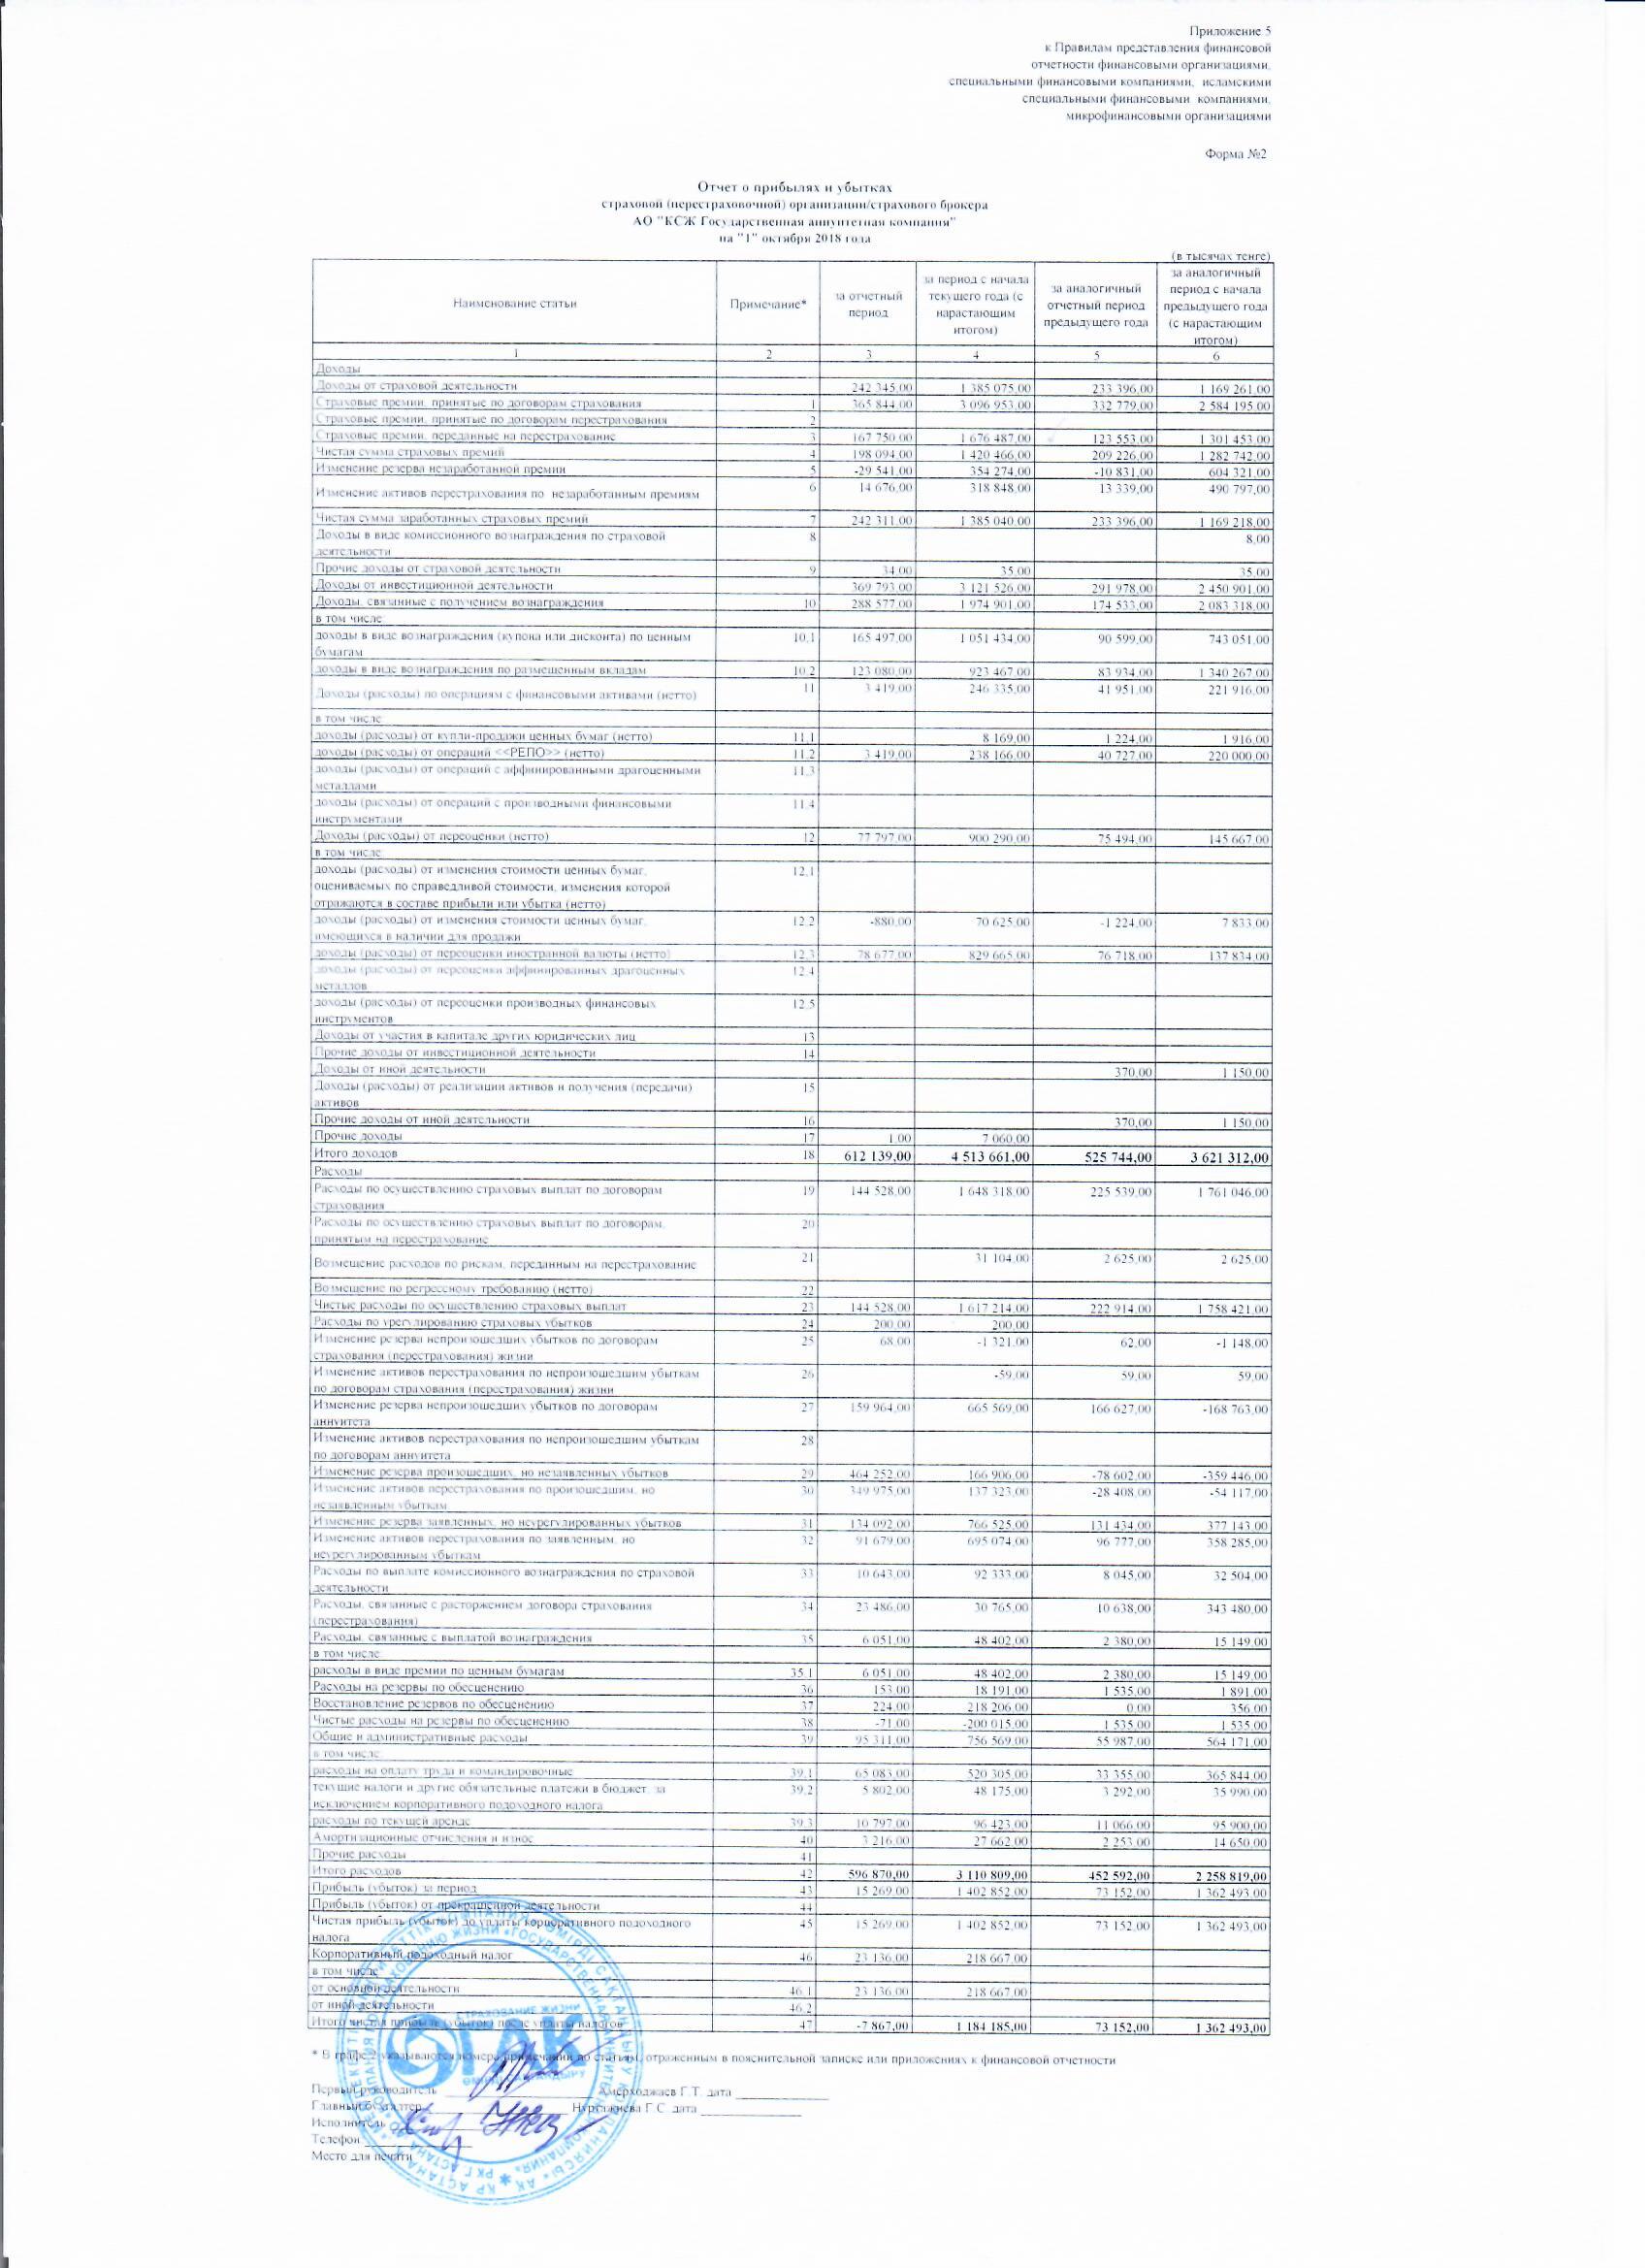 Приложение 5
к Правилам представления финансовой
отчетности финансовыми организациями,
специальными финансовыми компаниями, исламскими
специальными финансовыми компаниями,
микрофинансовыми организациями
Форма №2
Отчет о прибылях и убытках
страховой (перестраховочной) организации/страхового брокера
АО "КСЖ Государственная аннуитетная компания"
на "1" октября 2018 года
(в тысячах тенге)
Наименование статьи Примечание* за отчетный период за период с начала текущего года (с нарастающим итогом) за аналогичный отчетный период предыдущего года за аналогичный период с начала предыдущего года (с нарастающим итогом)
1 2 3 4 5 6
Доходы
Доходы от страховой деятельности 242 345,00 1 385 075,00 233 396,00 1 169 261,00
Страховые премии, принятые по договорам страхования 1 365 844,00 3 096 953,00 332 779,00 2 584 195,00
Страховые премии, принятые по договорам перестрахования 2
Страховые премии, переданные на перестрахование 3 167 750,00 1 676 487,00 123 553,00 1 301 453,00
Чистая сумма страховых премий 4 198 094,00 1 420 466,00 209 226,00 1 282 742,00
Изменение резерва незаработанной премии 5 -29 541,00 354 274,00 -10 831,00 604 321,00
Изменение активов перестрахования по незаработанным премиям 6 14 676,00 318 848,00 13 339,00 490 797,00
Чистая сумма заработанных страховых премий 7 242 311,00 1 385 040,00 233 396,00 1 169 218,00
Доходы в виде комиссионного вознаграждения по страховой 8 8,00
деятельности
Прочие доходы от страховой деятельности 9 34,00 35,00 35,00
Доходы от инвестиционной деятельности 369 793,00 3 121 526,00 291 978,00 2 450 901,00
Доходы, связанные с получением вознаграждения 10 288 577,00 1 974 901,00 174 533,00 2 083 318,00
в том числе
доходы в виде вознаграждения (купона или дисконта) по ценным 10.1 165 497,00 1 051 434,00 90 599,00 743 051,00
бумагам
доходы в виде вознаграждения по размещенным вкладам 10.2 123 080,00 923 467,00 83 934,00 1 340 267,00
Доходы (расходы) по операциям с финансовыми активами (нетто) 11 3 419,00 246 335,00 41 951,00 221 916,00
в том числе
доходы (расходы) от купли-продажи ценных бумаг (нетто) 11.1 8 169,00 1 224,00 1 916,00
доходы (расходы) от операций <<РЕПО>> (нетто) 11.2 3 419,00 238 166,00 40 727,00 220 000,00
доходы (расходы) от операций с аффинированными драгоценными 11.3
металлами
доходы (расходы) от операций с производными финансовыми 11.4
инструментами
Доходы (расходы) от переоценки (нетто) 12 77 797,00 900 290,00 75 494,00 145 667,00
в том числе
доходы (расходы) от изменения стоимости ценных бумаг, 12.1
оцениваемых по справедливой стоимости, изменения которой
отражаются в составе прибыли или убытка (нетто)
доходы (расходы) от изменения стоимости ценных бумаг, 12.2 -880,00 70 625,00 -1 224,00 7 833,00
имеющихся в наличии для продажи
доходы (расходы) от переоценки иностранной валюты (нетто) 12.3 78 677,00 829 665,00 76 718,00 137 834,00
доходы (расходы) от переоценки аффинированных драгоценных 12.4
металлов
доходы (расходы) от переоценки производных финансовых 12.5
инструментов
Доходы от участия в капитале других юридических лиц 13
Прочие доходы от инвестиционной деятельности 14
Доходы от иной деятельности 370,00 1 150,00
Доходы (расходы) от реализации активов и получения (передачи) 15
активов
Прочие доходы от иной деятельности 16 370,00 1 150,00
Прочие доходы 17 1,00 7 060,00
Итого доходов 18 612 139,00 4 513 661,00 525 744,00 3 621 312,00
Расходы
Расходы по осуществлению страховых выплат по договорам 19 144 528,00 1 648 318,00 225 539,00 1 761 046,00
страхования
Расходы по осуществлению страховых выплат по договорам, 20
принятым на перестрахование
Возмещение расходов по рискам, переданным на перестрахование 21 31 104,00 2 625,00 2 625,00
Возмещение по регрессному требованию (нетто) 22
Чистые расходы по осуществлению страховых выплат 23 144 528,00 1 617 214,00 222 914,00 1 758 421,00
Расходы по урегулированию страховых убытков 24 200,00 200,00
Изменение резерва непроизошедших убытков по договорам 25 68,00 -1 321,00 62,00 -1 148,00
страхования (перестрахования) жизни
Изменение активов перестрахования по непроизошедшим убыткам 26 -59,00 59,00 59,00
по договорам страхования (перестрахования) жизни
Изменение резерва непроизошедших убытков по договорам 27 159 964,00 665 569,00 166 627,00 -168 763,00
аннуитета
Изменение активов перестрахования по непроизошедшим убыткам 28
по договорам аннуитета
Изменение резерва произошедших, но незаявленных убытков 29 464 252,00 166 906,00 -78 602,00 -359 446,00
Изменение активов перестрахования по произошедшим, но 30 349 975,00 137 323,00 -28 408,00 -54 117,00
незаявленным убыткам
Изменение резерва заявленных, но неурегулированных убытков 31 134 092,00 766 525,00 131 434,00 377 143,00
Изменение активов перестрахования по заявленным, но 32 91 679,00 695 074,00 96 777,00 358 285,00
неурегулированным убыткам
Расходы по выплате комиссионного вознаграждения по страховой 33 10 643,00 92 333,00 8 045,00 32 504,00
деятельности
Расходы, связанные с расторжением договора страхования 34 23 486,00 30 765,00 10 638,00 343 480,00
(перестрахования)
Расходы, связанные с выплатой вознаграждения 35 6 051,00 48 402,00 2 380,00 15 149,00
в том числе
расходы в виде премии по ценным бумагам 35.1 6 051,00 48 402,00 2 380,00 15 149,00
Расходы на резервы по обесценению 36 153,00 18 191,00 1 535,00 1 891,00
Восстановление резервов по обесценению 37 224,00 218 206,00 0,00 356,00
Чистые расходы на резервы по обесценению 38 -71,00 -200 015,00 1 535,00 1 535,00
Общие и административные расходы 39 95 311,00 756 569,00 55 987,00 564 171,00
в том числе
расходы на оплату труда и командировочные 39.1 65 083,00 520 305,00 33 355,00 365 844,00
текущие налоги и другие обязательные платежи в бюджет, за 39.2 5 802,00 48 175,00 3 292,00 35 990,00
исключением корпоративного подоходного налога
расходы по текущей аренде 39.3 10 797,00 96 423,00 11 066,00 95 900,00
Амортизационные отчисления и износ 40 3 216,00 27 662,00 2 253,00 14 650,00
Прочие расходы 41
Итого расходов 42 596 870,00 3 110 809,00 452 592,00 2 258 819,00
Прибыль (убыток) за период 43 15 269,00 1 402 852,00 73 152,00 1 362 493,00
Прибыль (убыток) от прекращенной деятельности 44
Чистая прибыль (убыток) до уплаты корпоративного подоходного 45 15 269,00 1 402 852,00 73 152,00 1 362 493,00
налога
Корпоративный подоходный налог 46 23 136,00 218 667,00
в том числе
от основной деятельности 46.1 23 136,00 218 667,00
от иной деятельности 46.2
Итого чистая прибыль (убыток) после уплаты налогов 47 -7 867,00 1 184 185,00 73 152,00 1 362 493,00
* В графе 2 указываются номера примечаний по статьям, отраженным в пояснительной записке или приложениях к финансовой отчетности
Первый руководитель Амерходжаев Г.Т. дата
Главный бухгалтер Г.С. дата
Исполнитель
Телефон
Место для печати
СТРАХОВАНИЕ ЖИЗНИ
ГАК